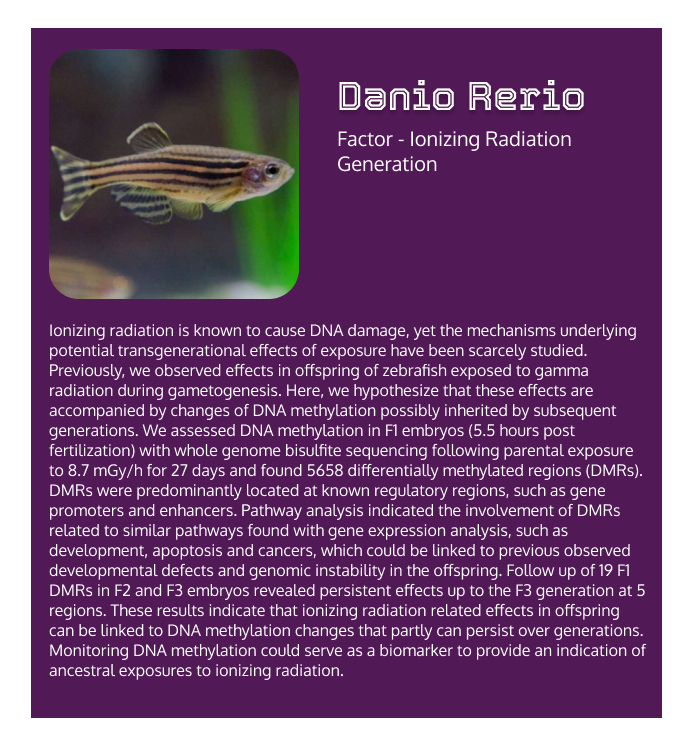 Danio Rerio
Factor - Ionizing Radiation
Generation
Ionizing radiation is known to cause DNA damage, yet the mechanisms underlying
potential transgenerational effects of exposure have been scarcely studied.
Previously, we observed effects in offspring of zebrafish exposed to gamma
radiation during gametogenesis. Here, we hypothesize that these effects are
accompanied by changes of DNA methylation possibly inherited by subsequent
generations. We assessed DNA methylation in F1 embryos (5.5 hours post
fertilization) with whole genome bisulfite sequencing following parental exposure
to 8.7 mGy/h for 27 days and found 5658 differentially methylated regions (DMRs).
DMRs were predominantly located at known regulatory regions, such as gene
promoters and enhancers. Pathway analysis indicated the involvement of DMRs
related to similar pathways found with gene expression analysis, such as
development, apoptosis and cancers, which could be linked to previous observed
developmental defects and genomic instability in the offspring. Follow up of 19 F1
DMRs in F2 and F3 embryos revealed persistent effects up to the F3 generation at 5
regions. These results indicate that ionizing radiation related effects in offspring
can be linked to DNA methylation changes that partly can persist over generations.
Monitoring DNA methylation could serve as a biomarker to provide an indication of
ancestral exposures to ionizing radiation.